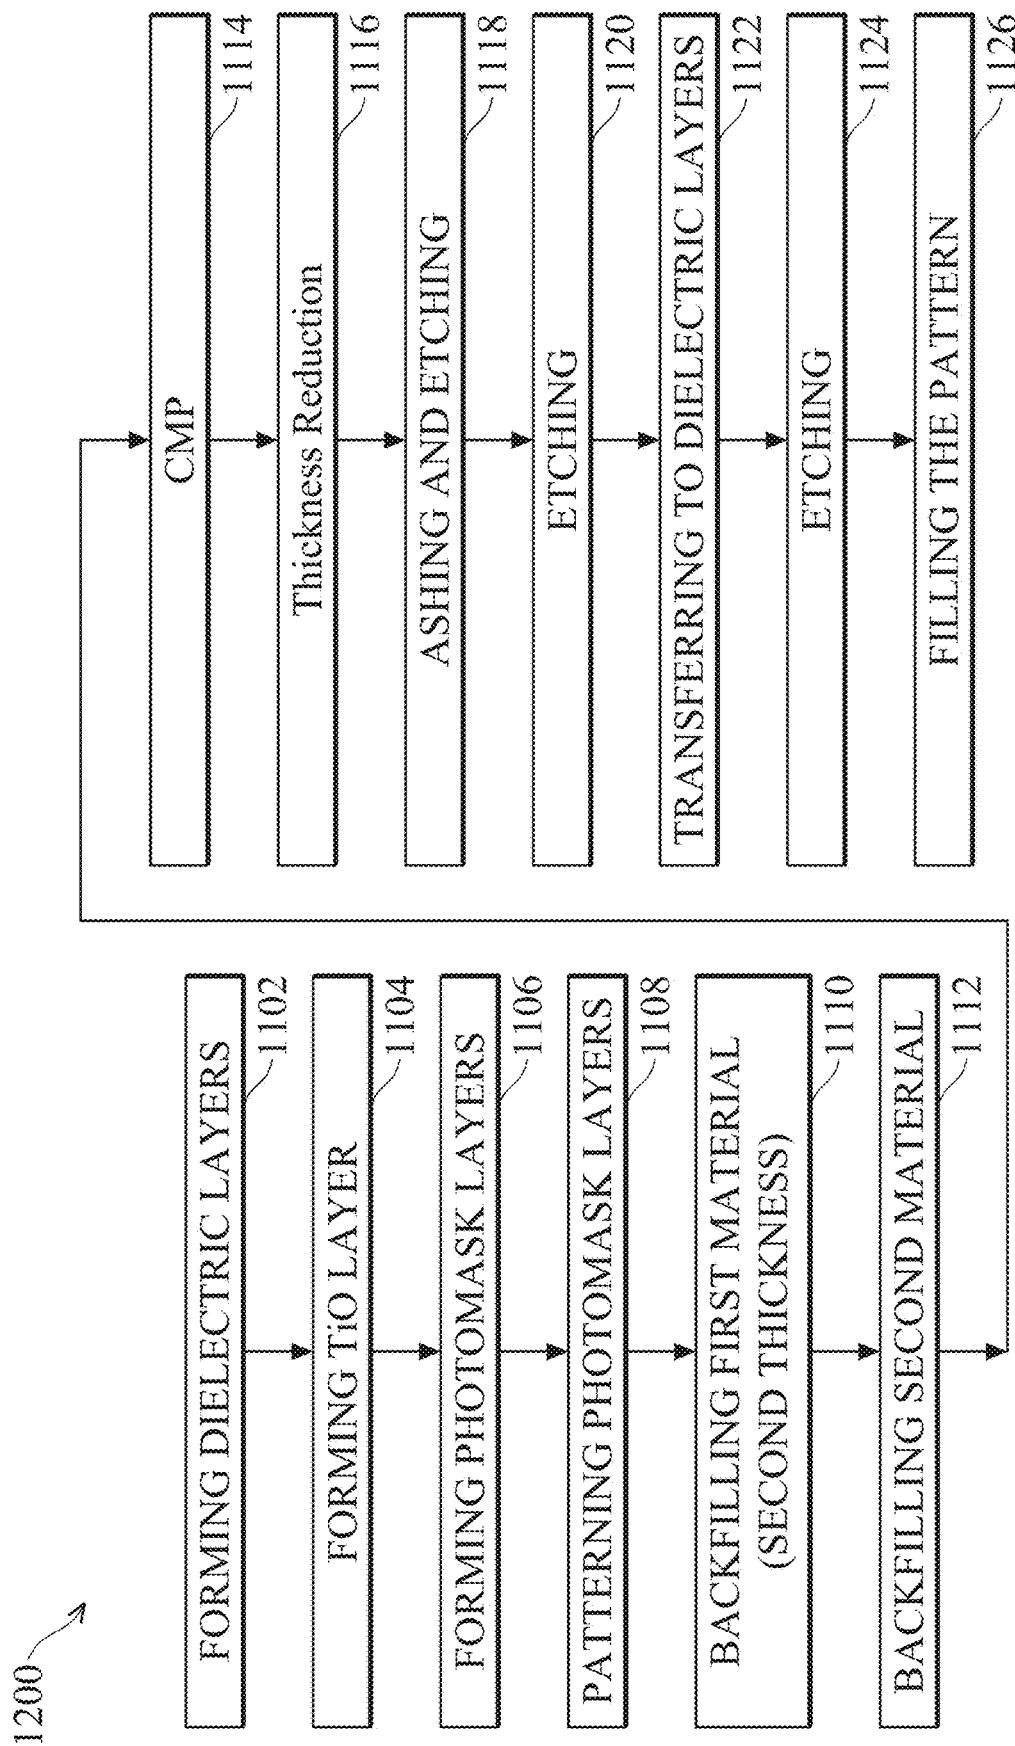 1200
FORMING DIELECTRIC LAYERS
1102
FORMING TiO LAYER
1104
FORMING PHOTOMASK LAYERS
1106
PATTERNING PHOTOMASK LAYERS
1108
BACKFILLING FIRST MATERIAL
(SECOND THICKNESS)
1110
BACKFILLING SECOND MATERIAL
1112
CMP
1114
Thickness Reduction
1116
ASHING AND ETCHING
1118
ETCHING
1120
TRANSFERRING TO DIELECTRIC LAYERS
1122
ETCHING
1124
FILLING THE PATTERN
1126